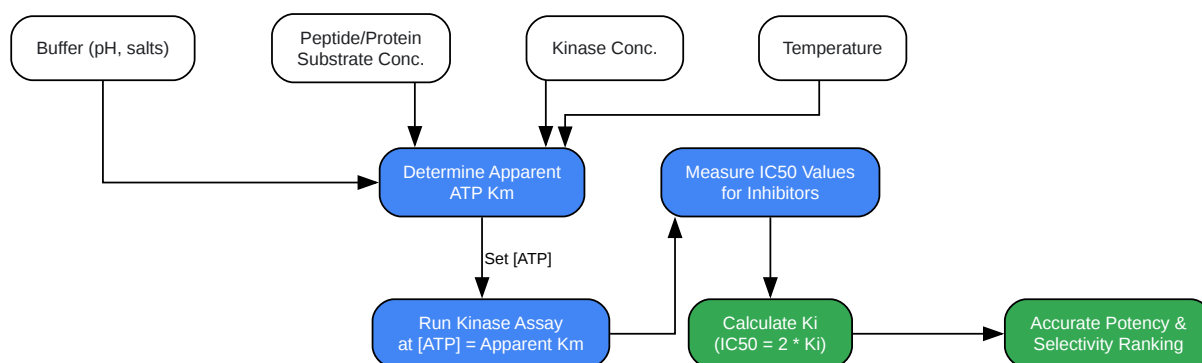 Buffer (pH, salts)
Peptide/Protein
Substrate Conc.
Kinase Conc.
Temperature
Determine Apparent
ATP Km
Measure IC50 Values
for Inhibitors
Set [ATP]
Run Kinase Assay
at [ATP] = Apparent Km
Calculate Ki
(IC50 = 2 * Ki)
Accurate Potency &
Selectivity Ranking